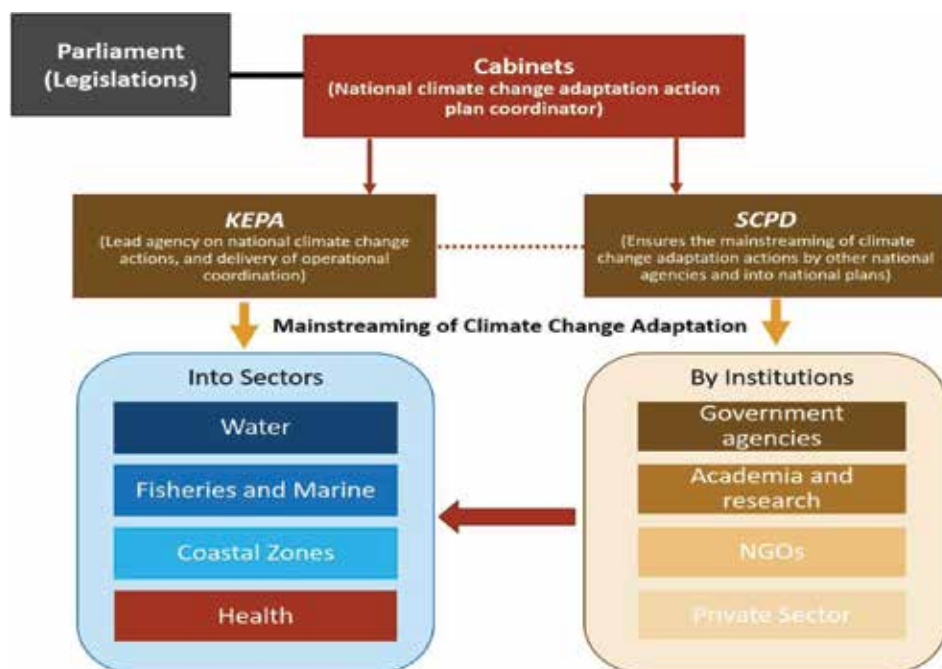 Parliament
(Legislations)
Cabinets
(National climate change adaptation action
plan coordinator)
KEPA
(Lead agency on national climate change
actions, and delivery of operational
coordination)
SCPD
(Ensures the mainstreaming of climate
change adaptation actions by other national
agencies and into national plans)
Mainstreaming of Climate Change Adaptation
Into Sectors
Water
Fisheries and Marine
Coastal Zones
Health
By Institutions
Government
agencies
Academia and
research
NGOs
Private Sector